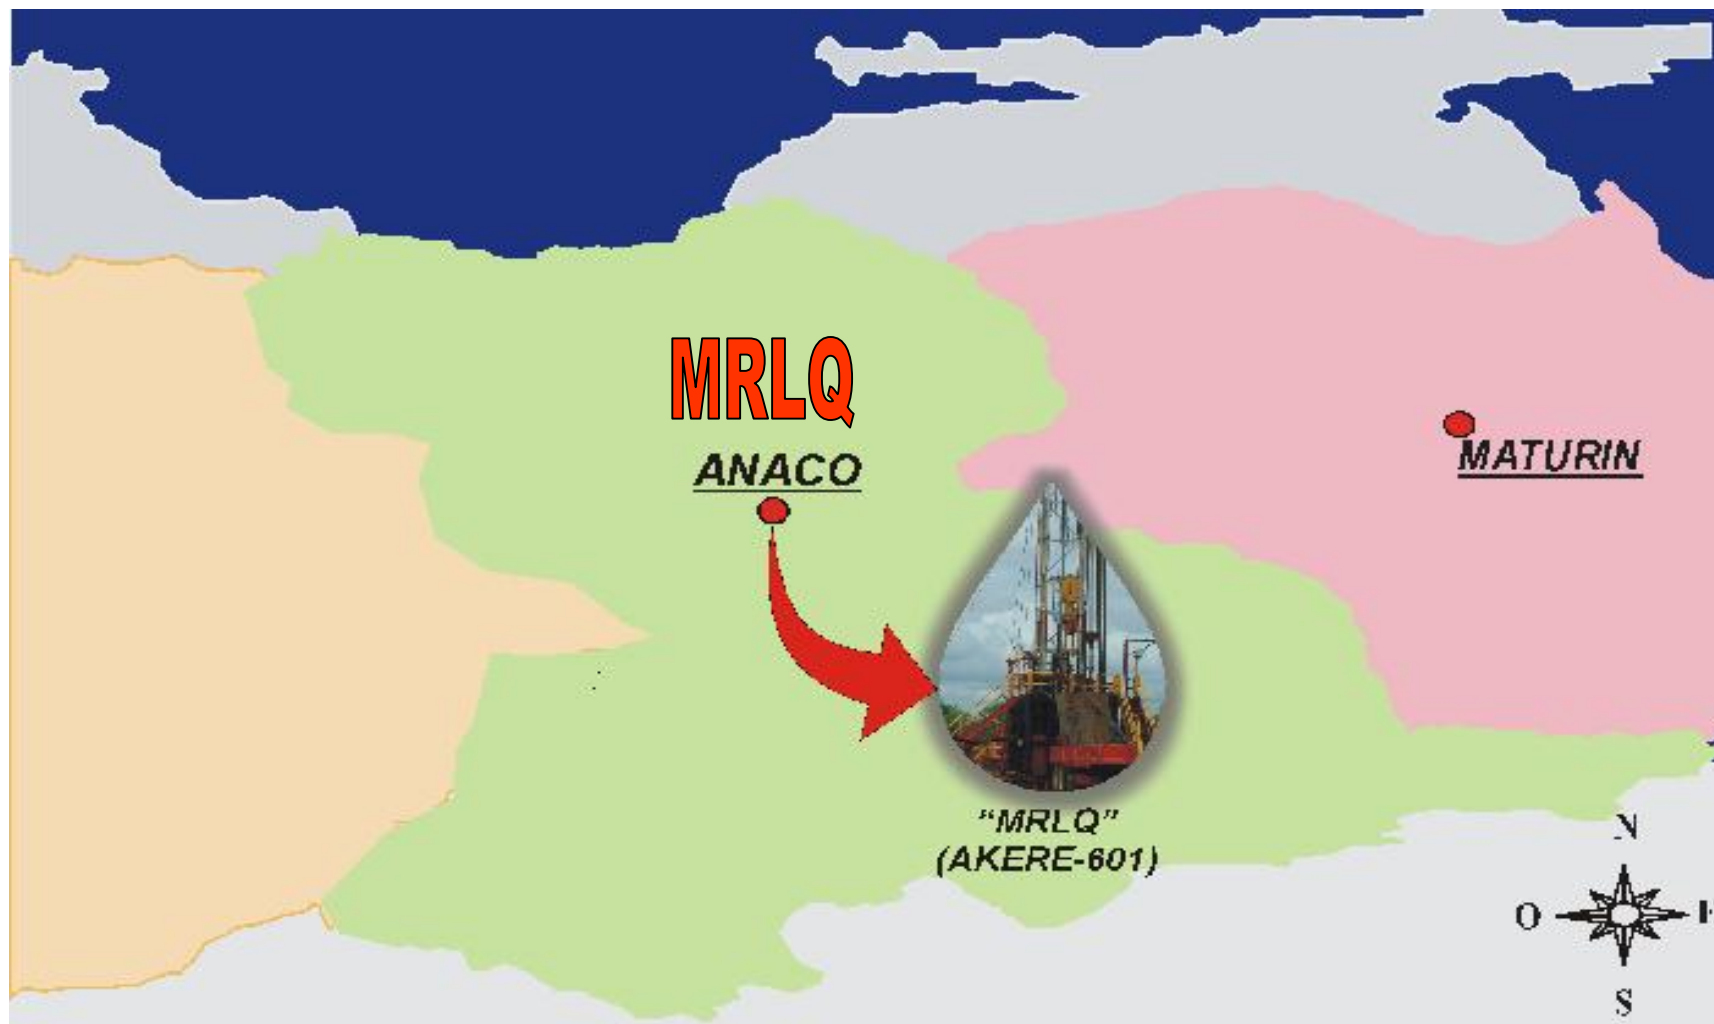 MRLQ
ANACO
MATURIN
“MRLQ”
(AKERE-601)
N
O
S